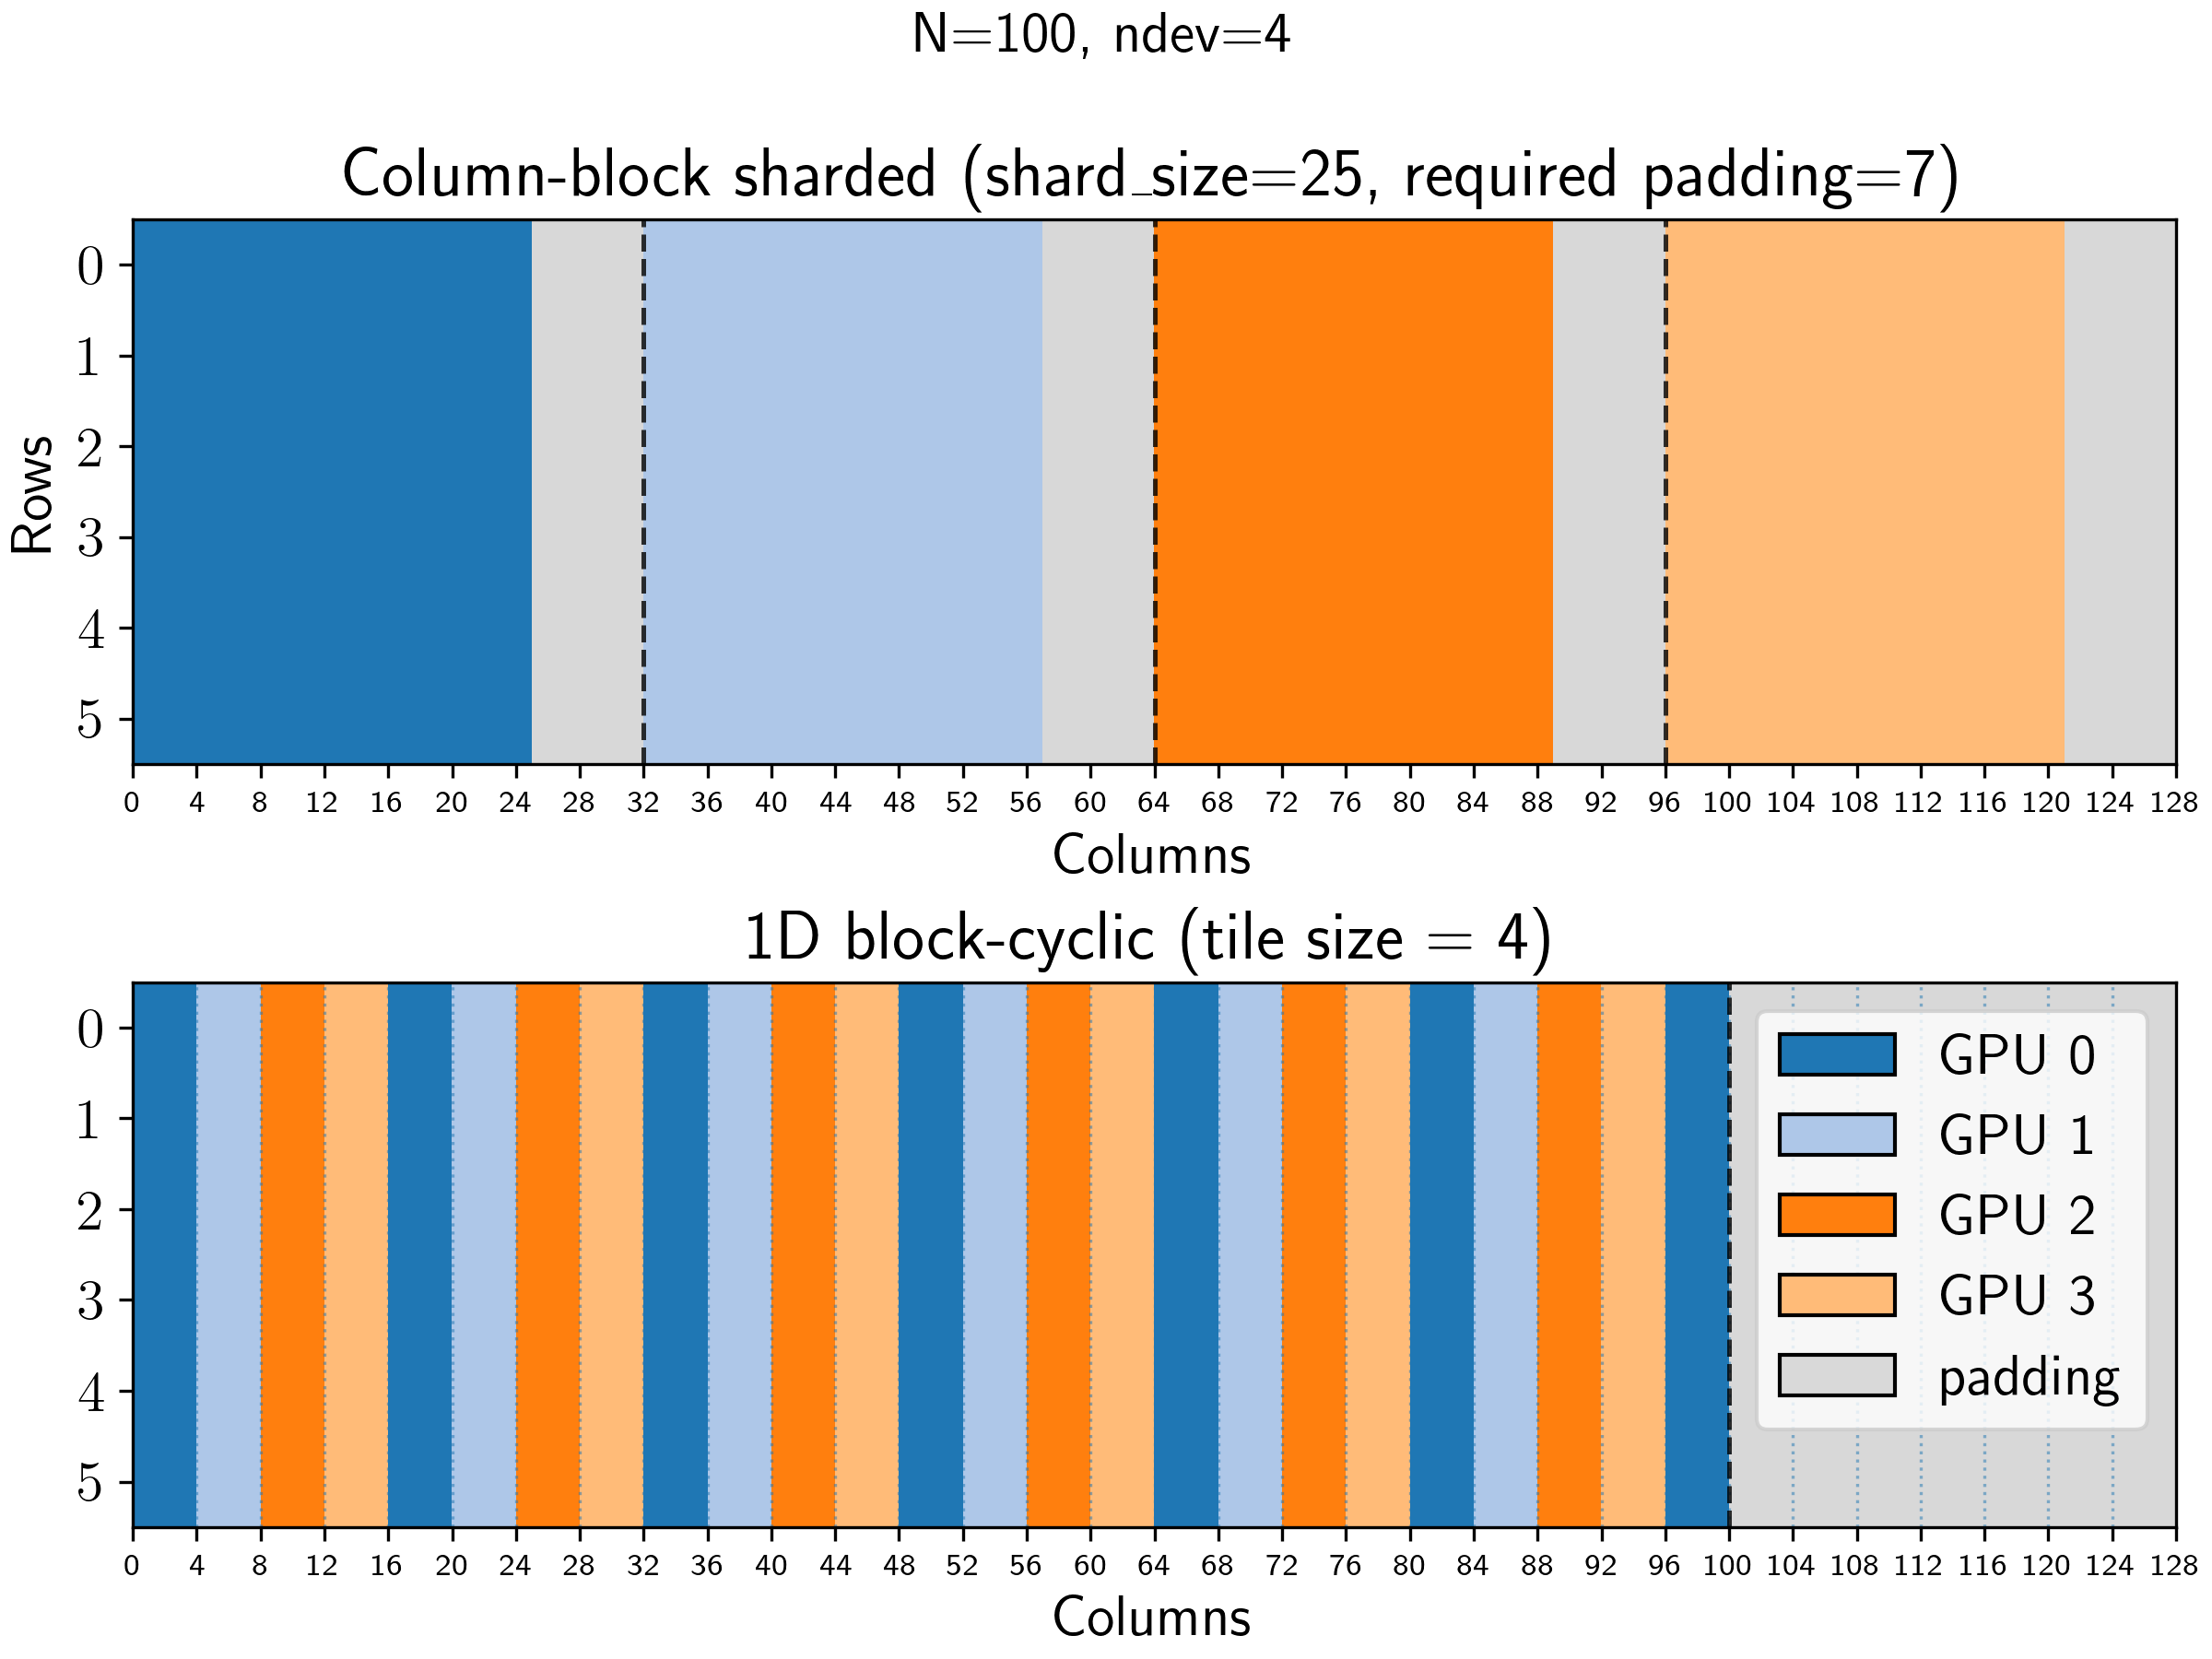 N=100, ndev=4
Column-block sharded (shard_size=25, required padding=7)
Rows
0
1
2
3
4
5
0 4 8 12 16 20 24 28 32 36 40 44 48 52 56 60 64 68 72 76 80 84 88 92 96 100 104 108 112 116 120 124 128
Columns
1D block-cyclic (tile size = 4)
0
1
2
3
4
5
GPU 0
GPU 1
GPU 2
GPU 3
padding
0 4 8 12 16 20 24 28 32 36 40 44 48 52 56 60 64 68 72 76 80 84 88 92 96 100 104 108 112 116 120 124 128
Columns